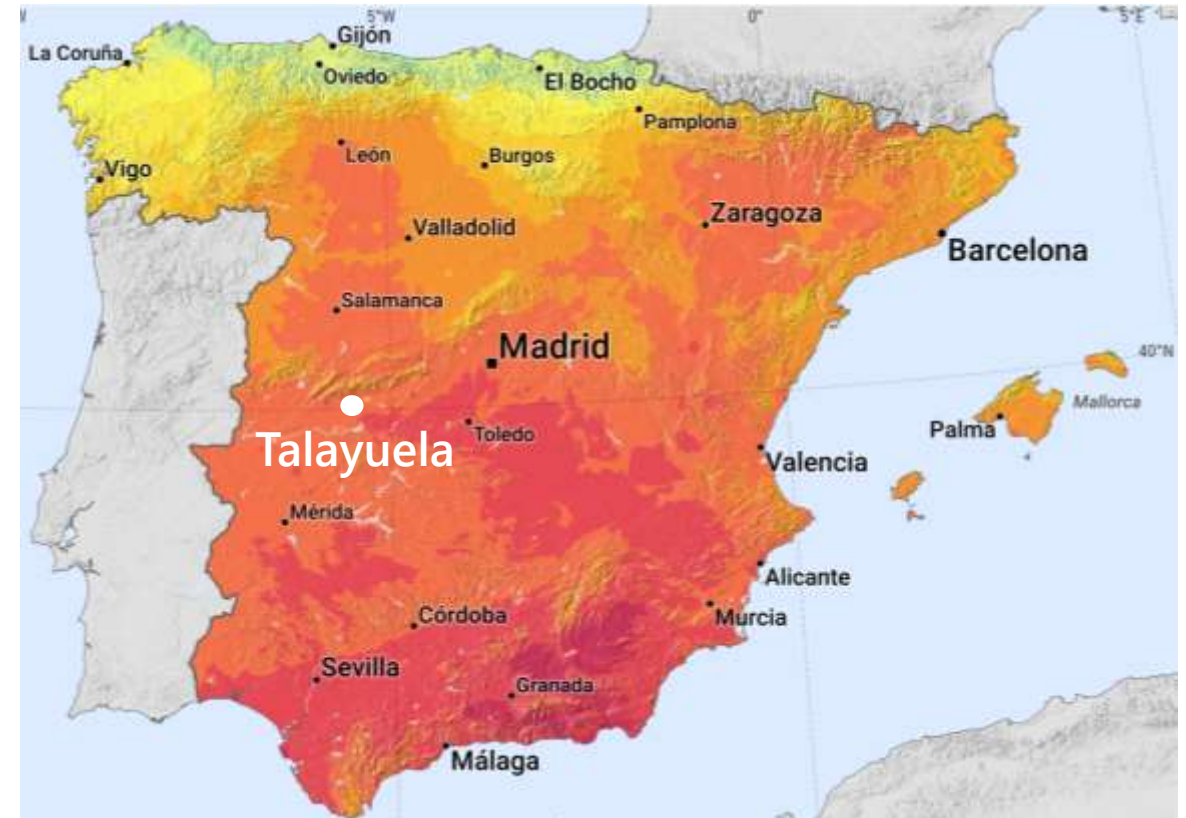 5°W
0°
5°E
Gijón
La Coruña
Oviedo
El Bocho
Pamplona
León
Burgos
Vigo
Zaragoza
Valladolid
Barcelona
Salamanca
Madrid
40°N
Mallorca
Palma
Toledo
Talayuela
Valencia
Mérida
Alicante
Córdoba
Murcia
Sevilla
Granada
Málaga